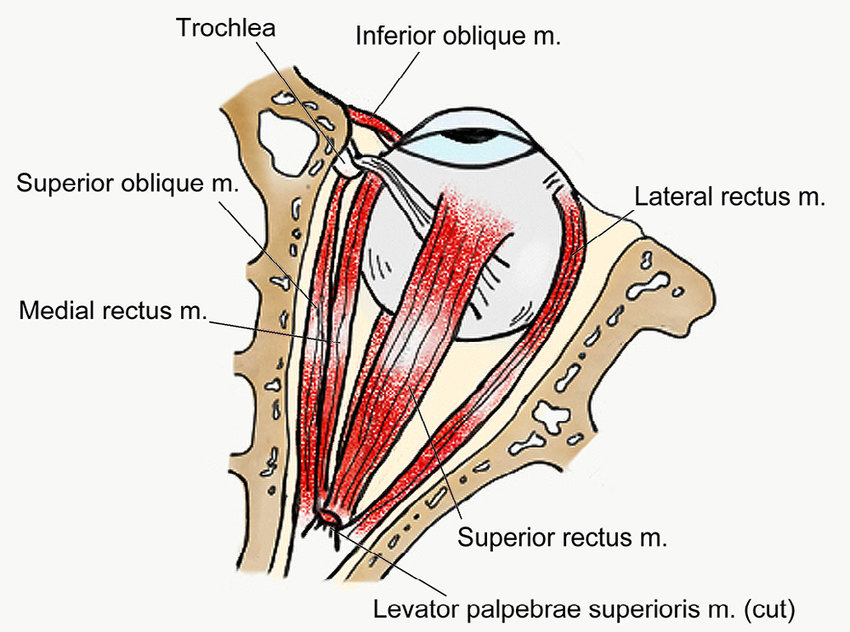 Trochlea
Inferior oblique m.
Superior oblique m.
Lateral rectus m.
Medial rectus m.
Superior rectus m.
Levator palpebrae superioris m. (cut)